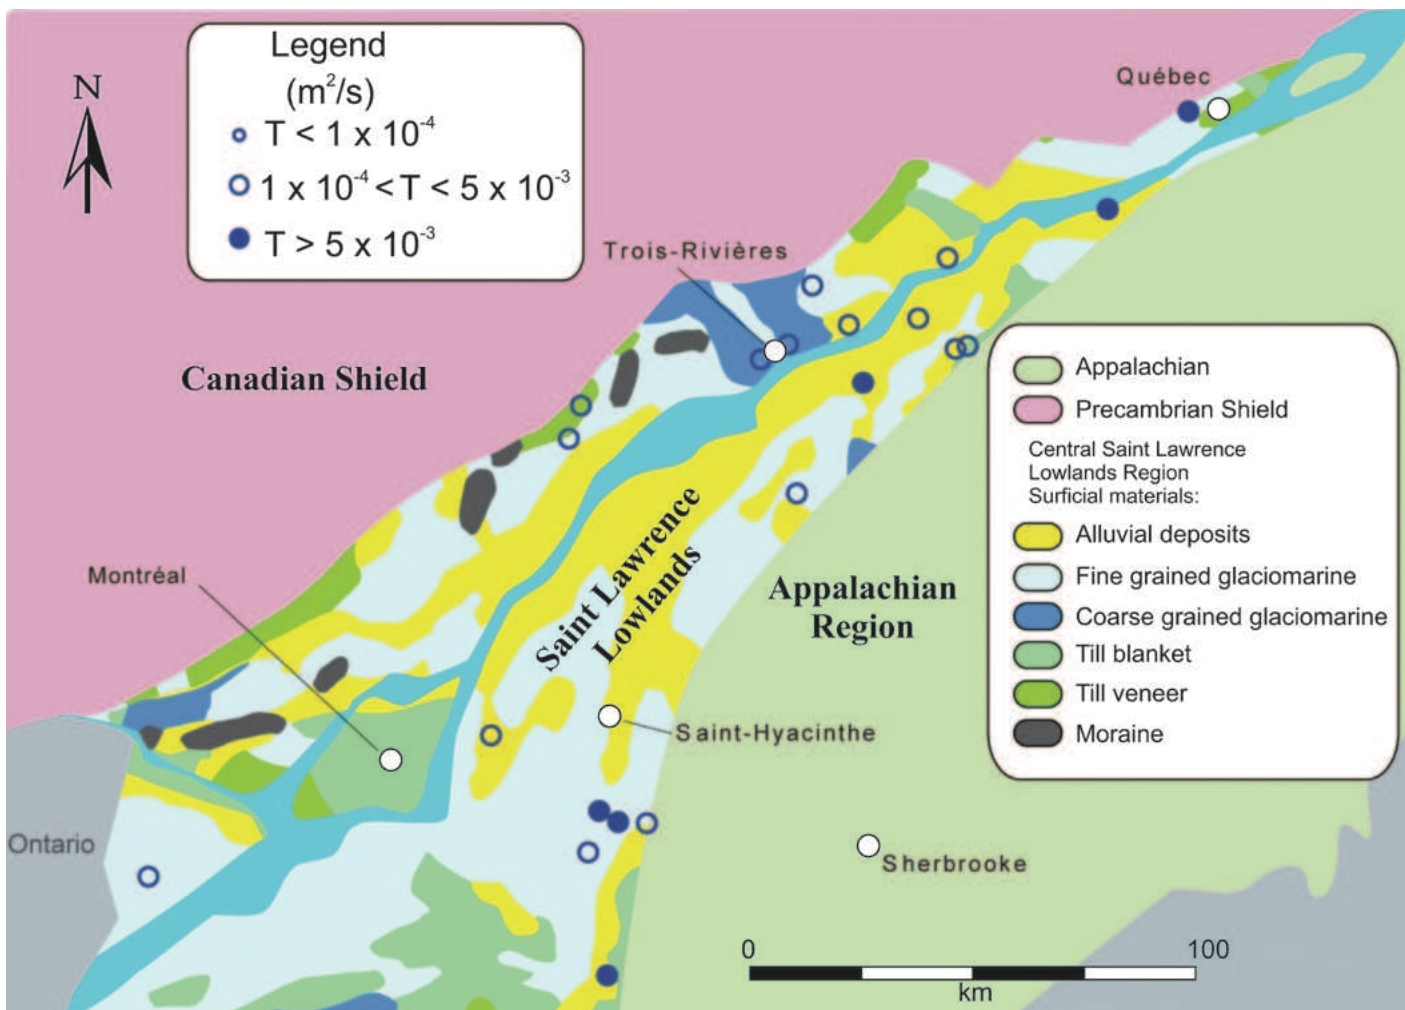 Legend
(m²/s)
T < 1 x 10⁻⁴
1 x 10⁻⁴ < T < 5 x 10⁻³
T > 5 x 10⁻³
N
Québec
Trois-Rivières
Canadian Shield
Appalachian
Precambrian Shield
Central Saint Lawrence
Lowlands Region
Surficial materials:
Alluvial deposits
Fine grained glaciomarine
Coarse grained glaciomarine
Till blanket
Till veneer
Moraine
Montréal
Saint Lawrence
Lowlands
Appalachian
Region
Saint-Hyacinthe
Ontario
Sherbrooke
0 100
km